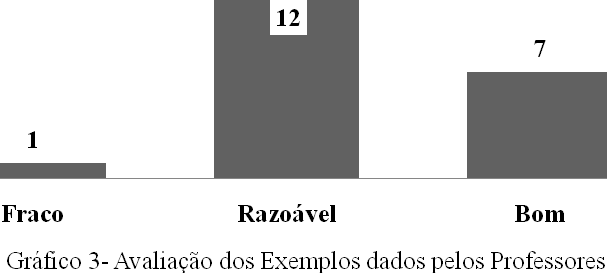 12
7
1
Fraco Razoável Bom
Gráfico 3- Avaliação dos Exemplos dados pelos Professores